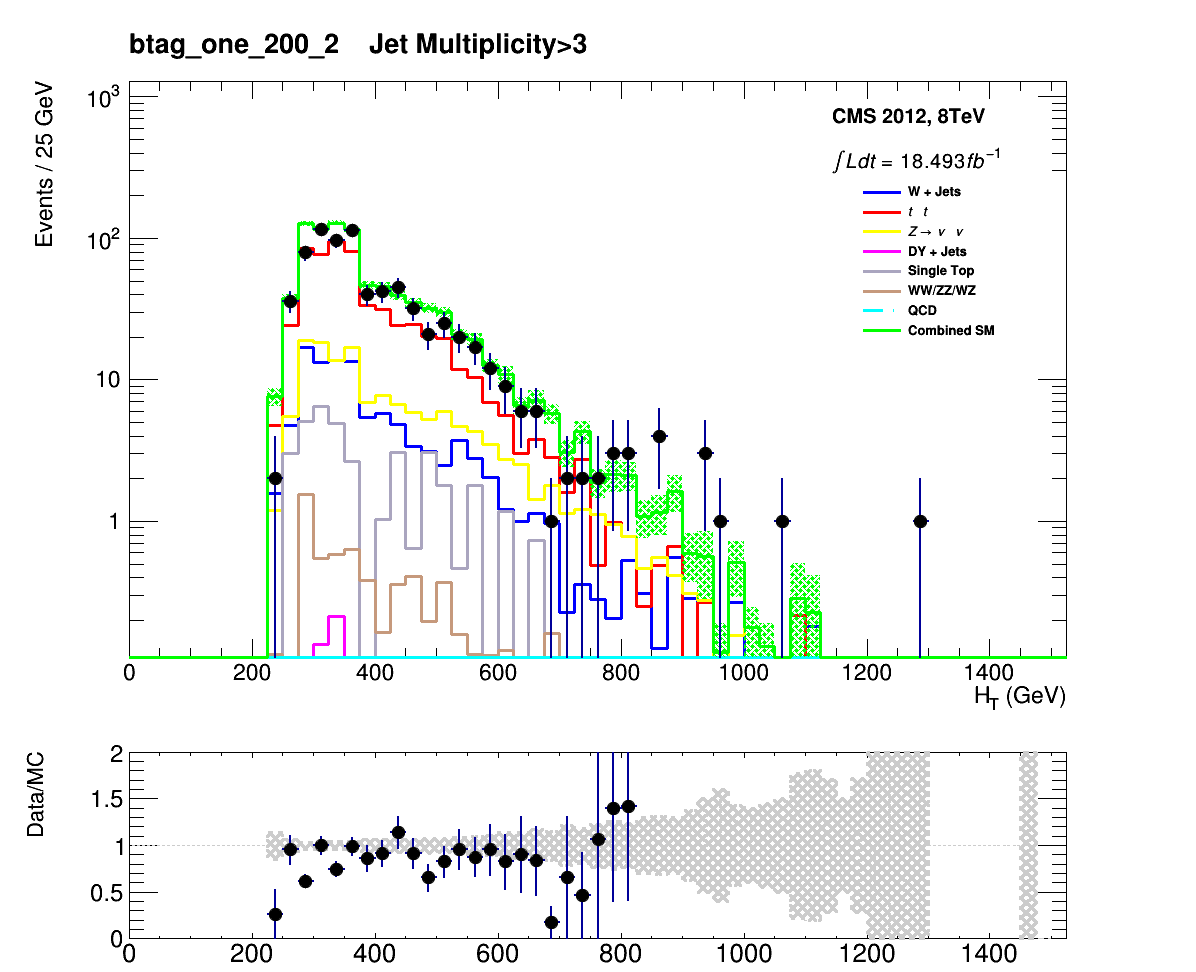 btag_one_200_2 Jet Multiplicity>3
Events / 25 GeV
10³
10²
10
1
CMS 2012, 8TeV
∫Ldt = 18.493fb⁻¹
W + Jets
t t
Z → ν ν
DY + Jets
Single Top
WW/ZZ/WZ
QCD
Combined SM
0 200 400 600 800 1000 1200 1400
H_T (GeV)
Data/MC
2
1.5
1
0.5
0
0 200 400 600 800 1000 1200 1400